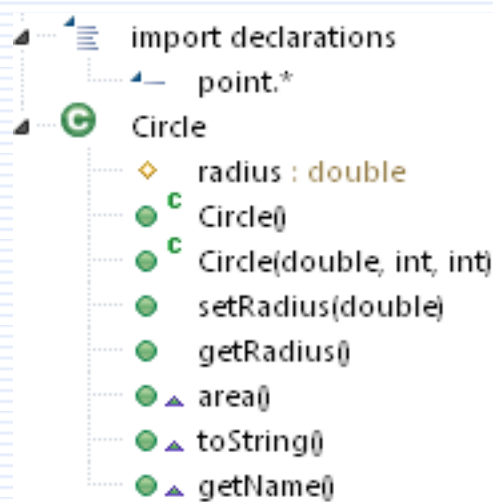 import declarations
point.*
Circle
radius : double
Circle()
Circle(double, int, int)
setRadius(double)
getRadius()
area()
toString()
getName()